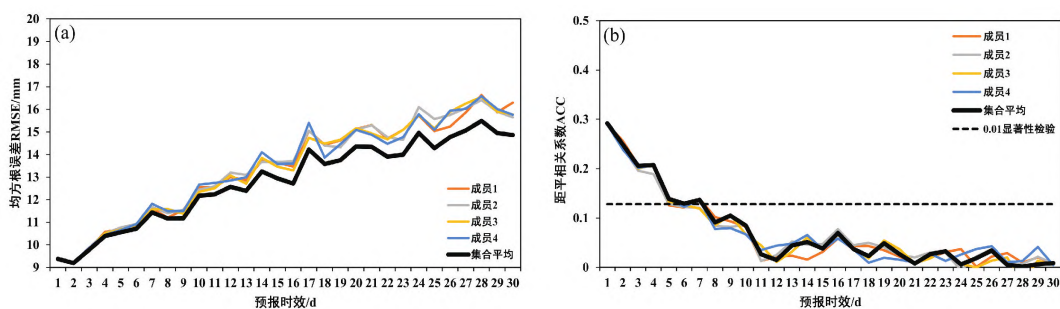 (a)
均方根误差RMSE/mm
20
19
18
17
16
15
14
13
12
11
10
9
1 2 3 4 5 6 7 8 9 10 11 12 13 14 15 16 17 18 19 20 21 22 23 24 25 26 27 28 29 30
预报时效/d
成员1
成员2
成员3
成员4
集合平均
(b)
距平相关系数ACC
0.5
0.4
0.3
0.2
0.1
0
1 2 3 4 5 6 7 8 9 10 11 12 13 14 15 16 17 18 19 20 21 22 23 24 25 26 27 28 29 30
预报时效/d
成员1
成员2
成员3
成员4
集合平均
0.01显著性检验